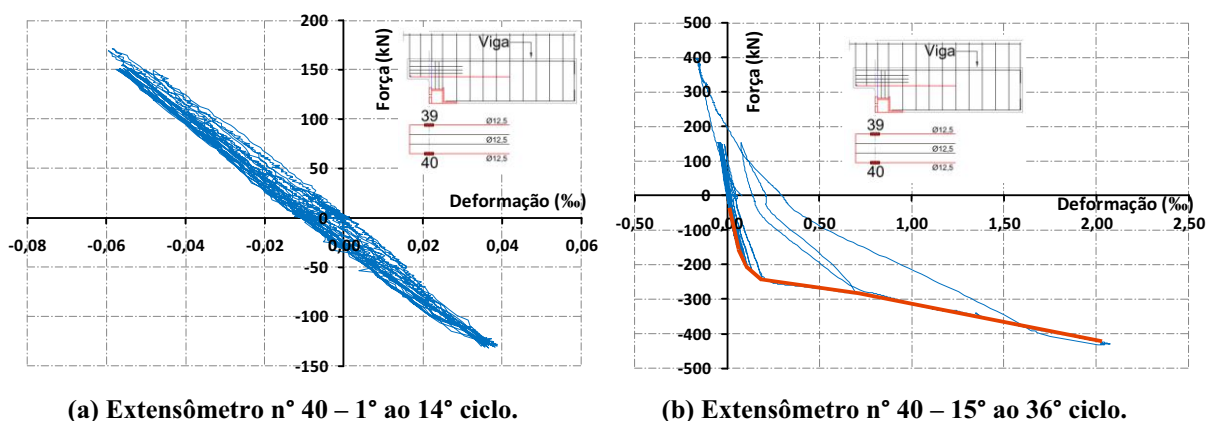 200
150
100
50
0
-50
-100
-150
-0,08
-0,06
-0,04
-0,02
0,00
0,02
0,04
0,06
Força (kN)
Deformação (‰)
Viga
39
40
Ø12,5
Ø12,5
Ø12,5
(a) Extensômetro n° 40 – 1° ao 14° ciclo.
500
400
300
200
100
0
-100
-200
-300
-400
-500
-0,50
0,00
0,50
1,00
1,50
2,00
2,50
Força (kN)
Deformação (‰)
Viga
39
40
Ø12,5
Ø12,5
Ø12,5
(b) Extensômetro n° 40 – 15° ao 36° ciclo.